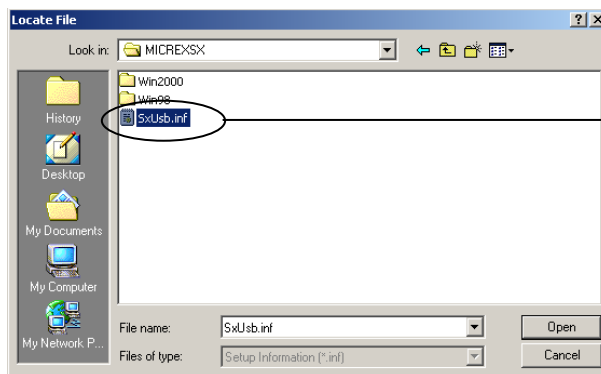 Locate File
Look in: MICREXSX
Win2000
Win98
SxUsb.inf
History
Desktop
My Documents
My Computer
My Network P...
File name: SxUsb.inf Open
Files of type: Setup Information (*.inf) Cancel